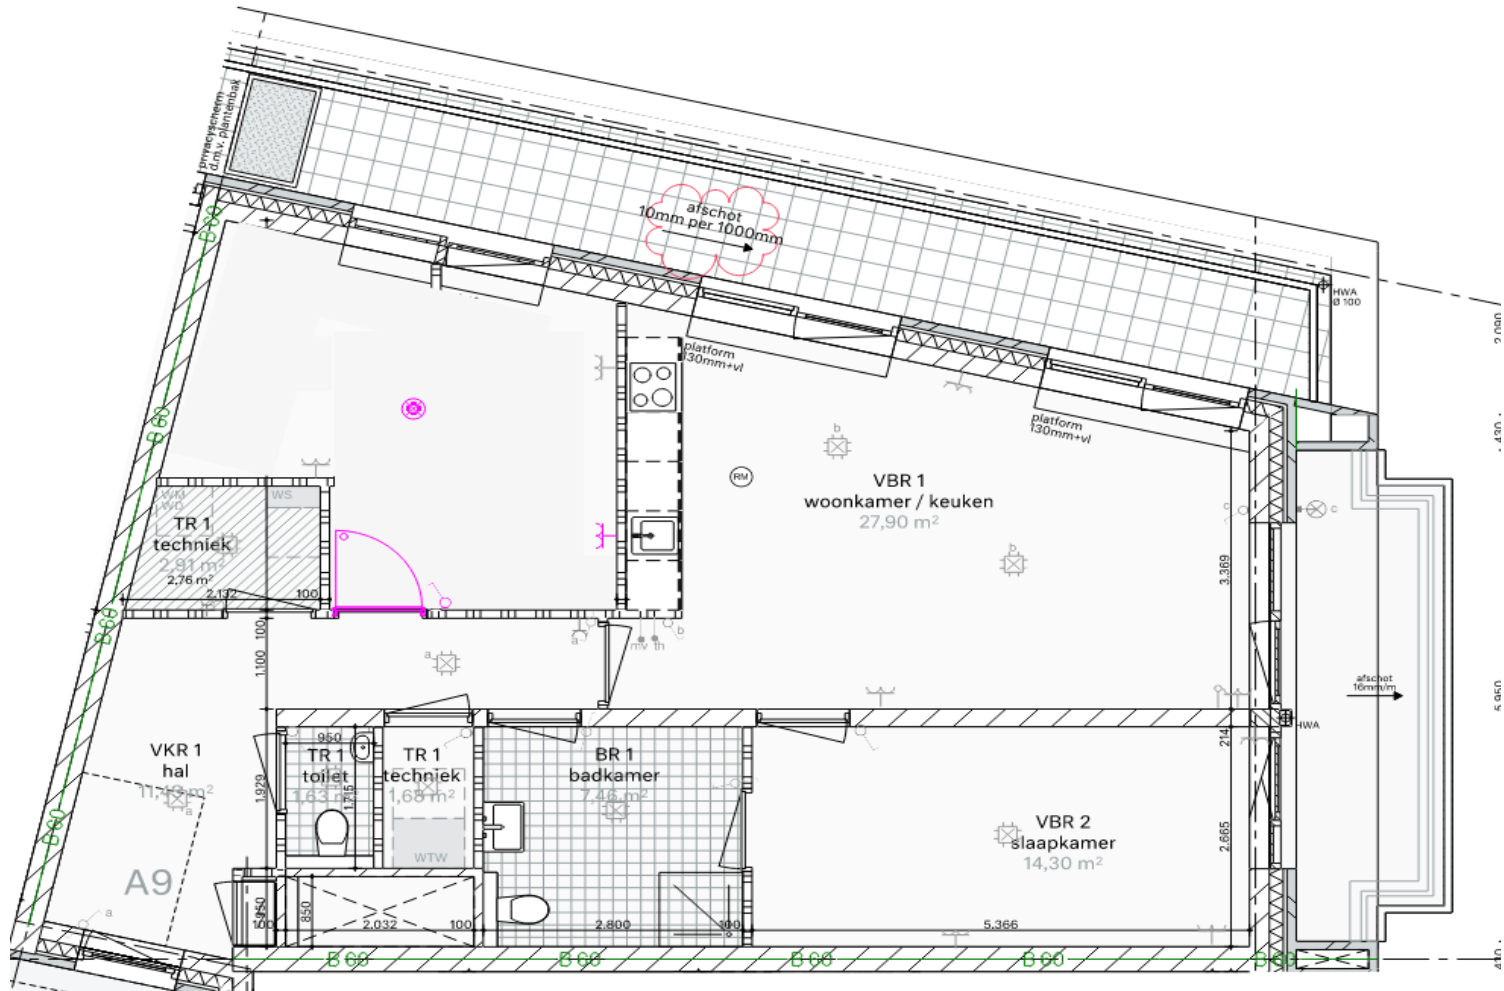 privacyscherm
d.m.v. plantenbak
B 60
afschot
10mm per 1000mm
HWA
Ø 100
2.090
platform
130mm+vl
430
platform
130mm+vl
b
RM
VBR 1
woonkamer / keuken
27,90 m²
B 60
WM
WD
WS
TR 1
techniek
2,91 m²
2,76 m²
2.132
100
b
c
c
3.369
B 60
100
1.100
a
a
mv
th
b
afschot
16mm/m
5.950
HWA
214
VKR 1
hal
a
950
TR 1
toilet
1,63 m²
1.715
1.929
TR 1
techniek
1,68 m²
WTW
BR 1
badkamer
7,46 m²
VBR 2
slaapkamer
14,30 m²
2.665
B 60
A9
a
100
850
2.032
100
2.800
100
5.366
B 60
B 60
B 60
B 60
B 60
430